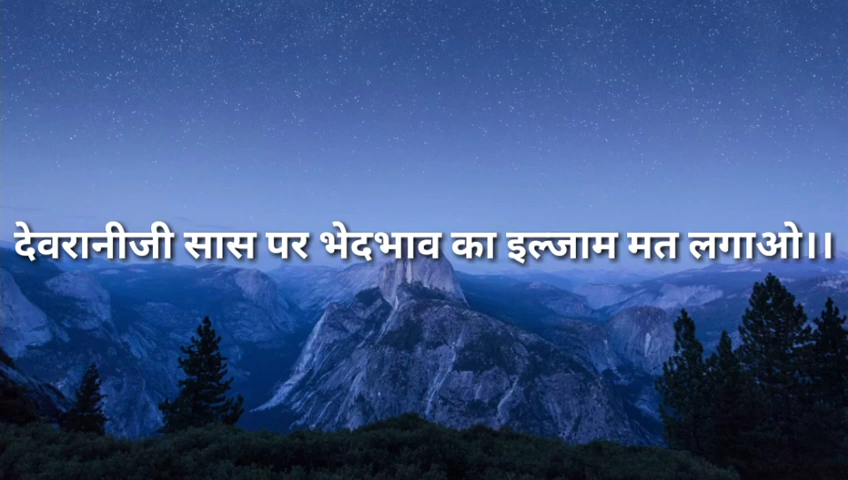 देवरानीजी सास पर भेदभाव का इल्जाम मत लगाओ।।